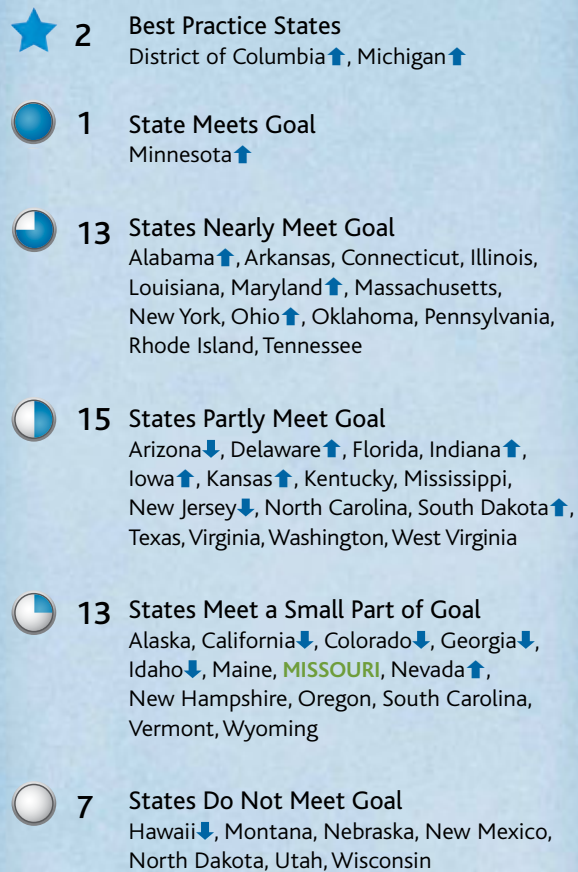 2 Best Practice States
District of Columbia⬆, Michigan⬆
1 State Meets Goal
Minnesota⬆
13 States Nearly Meet Goal
Alabama⬆, Arkansas, Connecticut, Illinois,
Louisiana, Maryland⬆, Massachusetts,
New York, Ohio⬆, Oklahoma, Pennsylvania,
Rhode Island, Tennessee
15 States Partly Meet Goal
Arizona⬇, Delaware⬆, Florida, Indiana⬆,
Iowa⬆, Kansas⬆, Kentucky, Mississippi,
New Jersey⬇, North Carolina, South Dakota⬆,
Texas, Virginia, Washington, West Virginia
13 States Meet a Small Part of Goal
Alaska, California⬇, Colorado⬇, Georgia⬇,
Idaho⬇, Maine, MISSOURI, Nevada⬆,
New Hampshire, Oregon, South Carolina,
Vermont, Wyoming
7 States Do Not Meet Goal
Hawaii⬇, Montana, Nebraska, New Mexico,
North Dakota, Utah, Wisconsin